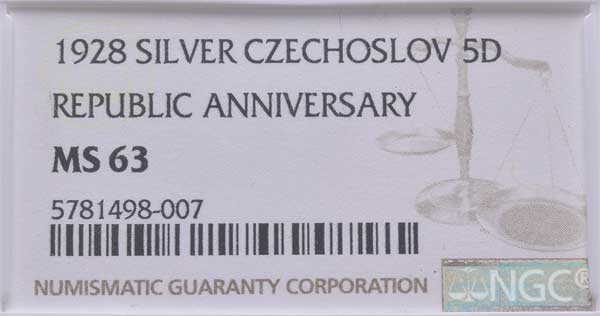 1928 SILVER CZECHOSLOV 5D
REPUBLIC ANNIVERSARY
MS 63
5781498-007
NUMISMATIC GUARANTY CORPORATION
NGC®